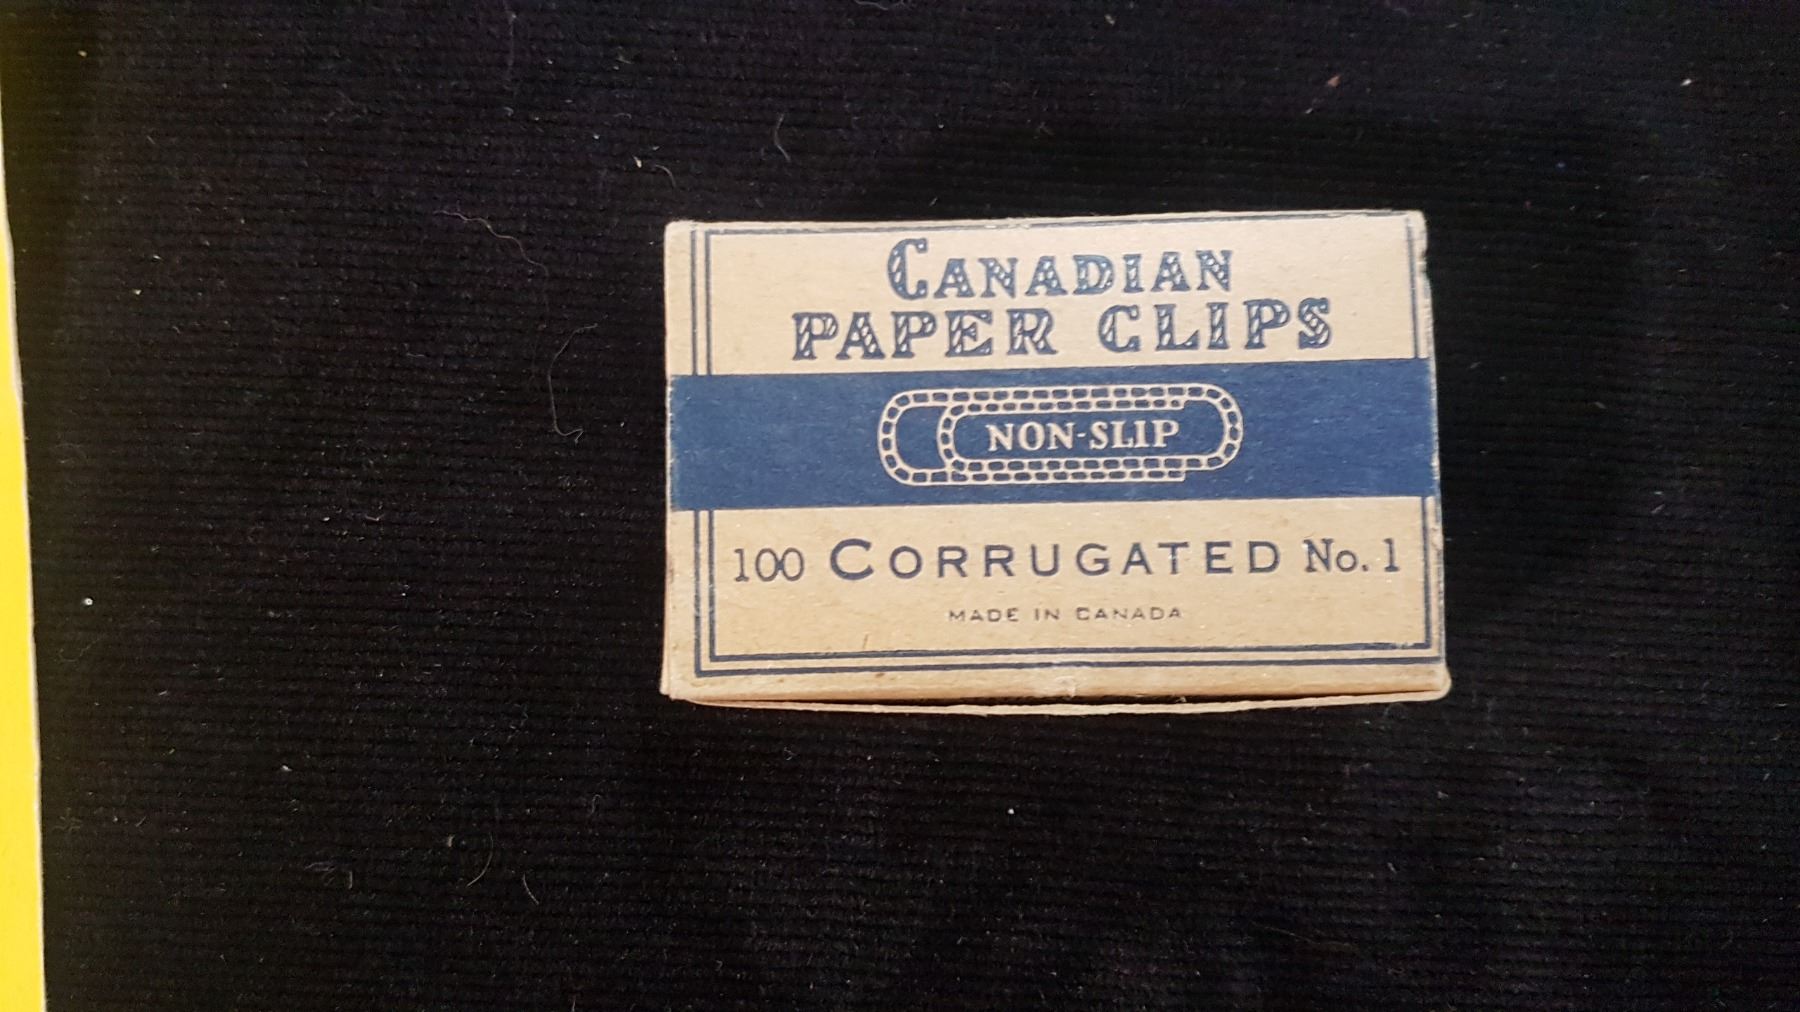 CANADIAN
PAPER CLIPS
NON-SLIP
100 CORRUGATED No. 1
MADE IN CANADA